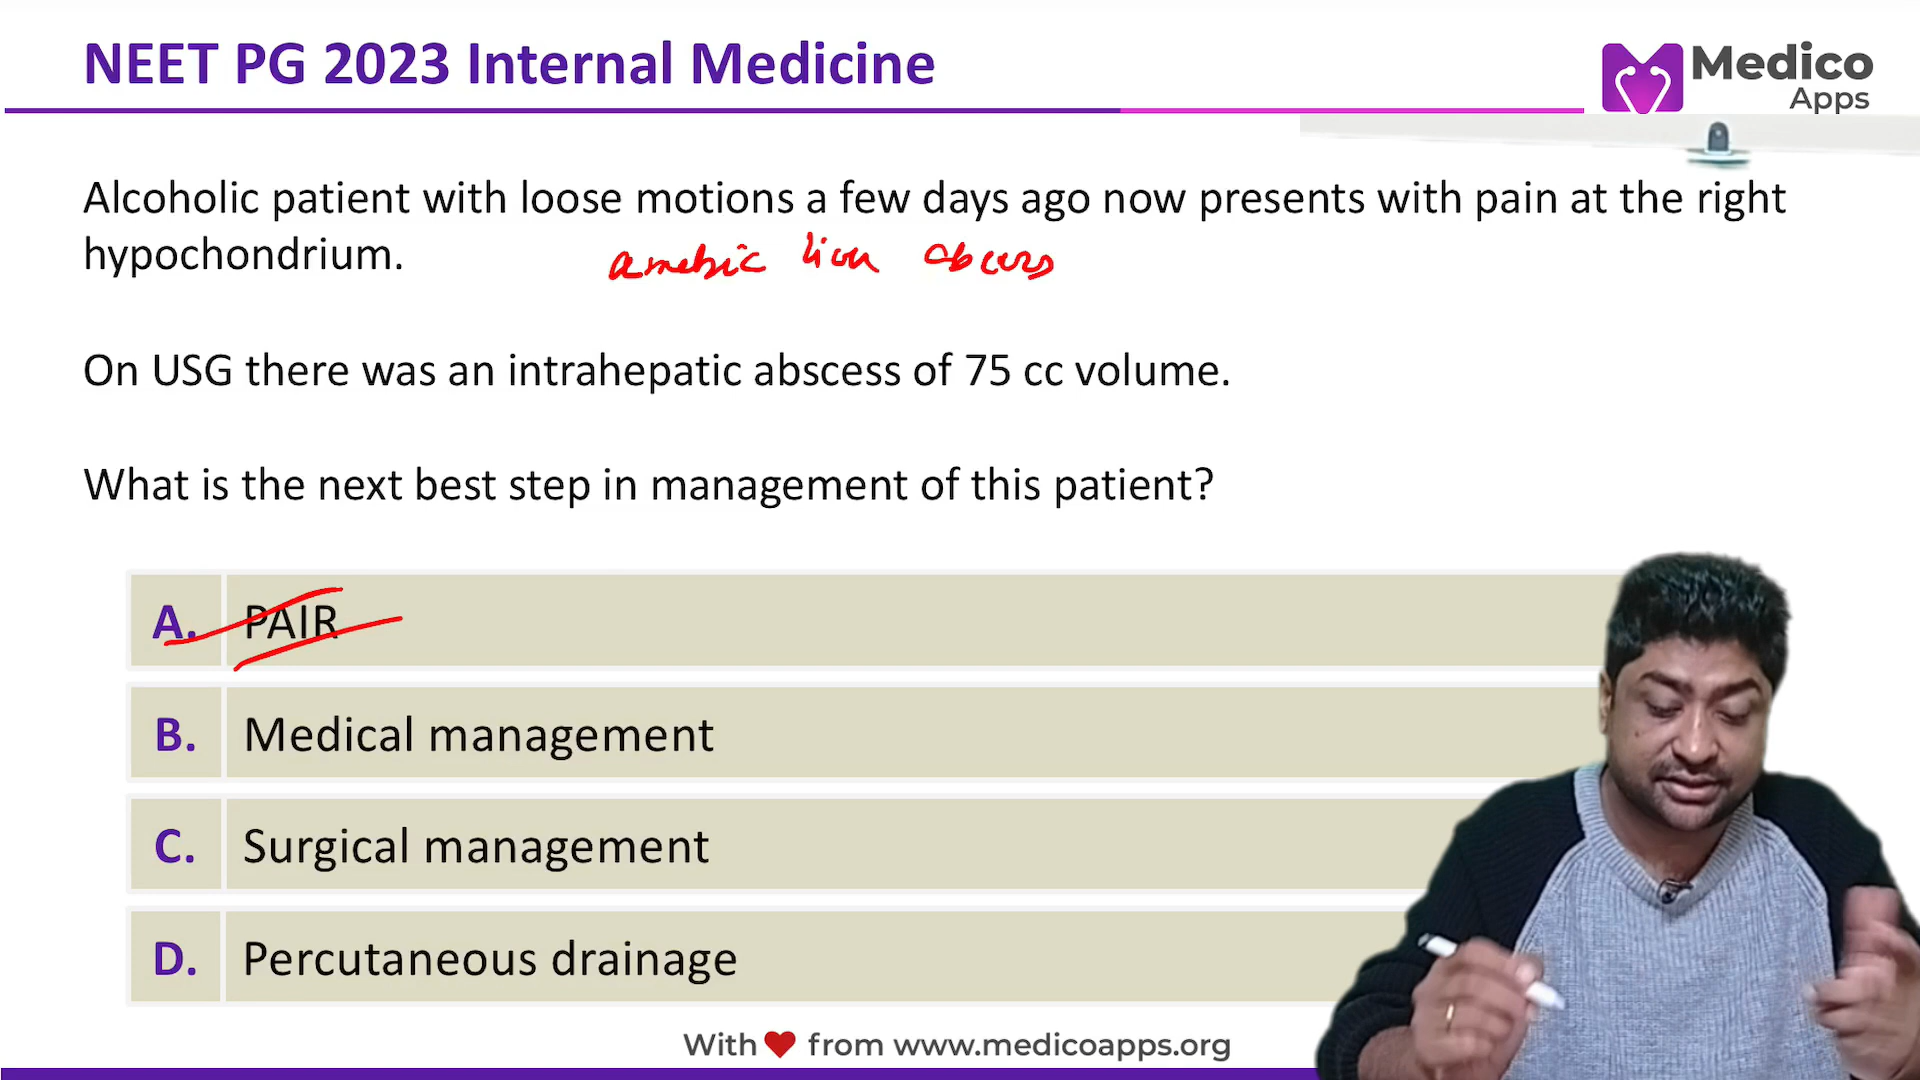 NEET PG 2023 Internal Medicine
Medico
Apps
Alcoholic patient with loose motions a few days ago now presents with pain at the right
hypochondrium.
amebic liver abscess
On USG there was an intrahepatic abscess of 75 cc volume.
What is the next best step in management of this patient?
A. PAIR
B. Medical management
C. Surgical management
D. Percutaneous drainage
With ❤ from www.medicoapps.org